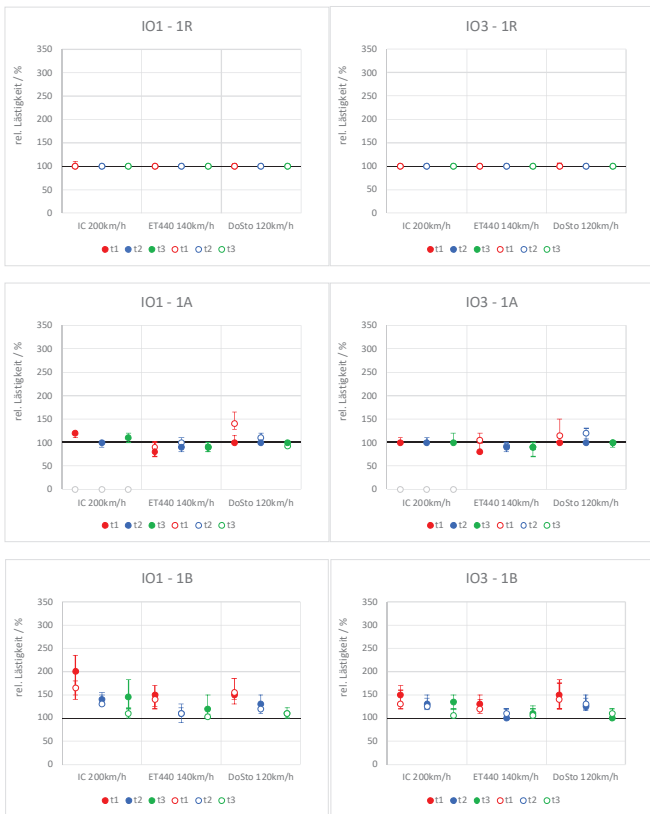 IO1 - 1R
rel. Lästigkeit / %
350
300
250
200
150
100
50
0
IC 200km/h ET440 140km/h DoSto 120km/h
t1 t2 t3 t1 t2 t3
IO3 - 1R
rel. Lästigkeit / %
350
300
250
200
150
100
50
0
IC 200km/h ET440 140km/h DoSto 120km/h
t1 t2 t3 t1 t2 t3
IO1 - 1A
rel. Lästigkeit / %
350
300
250
200
150
100
50
0
IC 200km/h ET440 140km/h DoSto 120km/h
t1 t2 t3 t1 t2 t3
IO3 - 1A
rel. Lästigkeit / %
350
300
250
200
150
100
50
0
IC 200km/h ET440 140km/h DoSto 120km/h
t1 t2 t3 t1 t2 t3
IO1 - 1B
rel. Lästigkeit / %
350
300
250
200
150
100
50
0
IC 200km/h ET440 140km/h DoSto 120km/h
t1 t2 t3 t1 t2 t3
IO3 - 1B
rel. Lästigkeit / %
350
300
250
200
150
100
50
0
IC 200km/h ET440 140km/h DoSto 120km/h
t1 t2 t3 t1 t2 t3